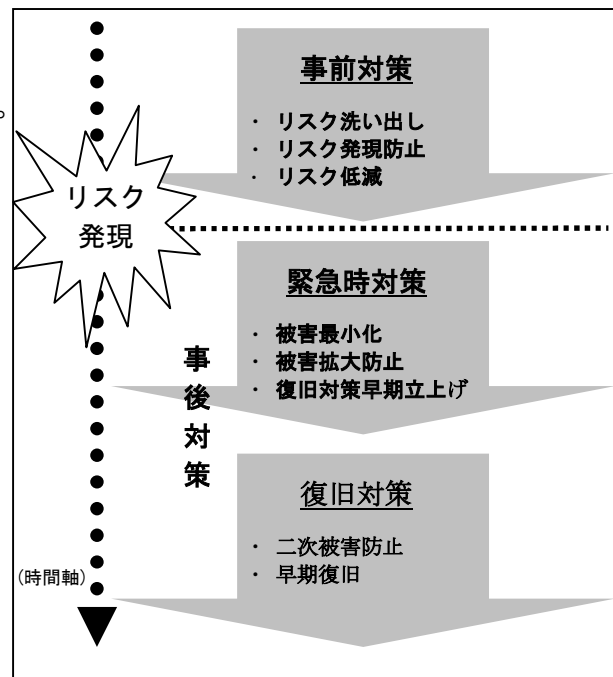 。
事前対策
・ リスク洗い出し
・ リスク発現防止
・ リスク低減
リスク
発現
緊急時対策
・ 被害最小化
・ 被害拡大防止
・ 復旧対策早期立上げ
事後対策
復旧対策
・ 二次被害防止
・ 早期復旧
(時間軸)